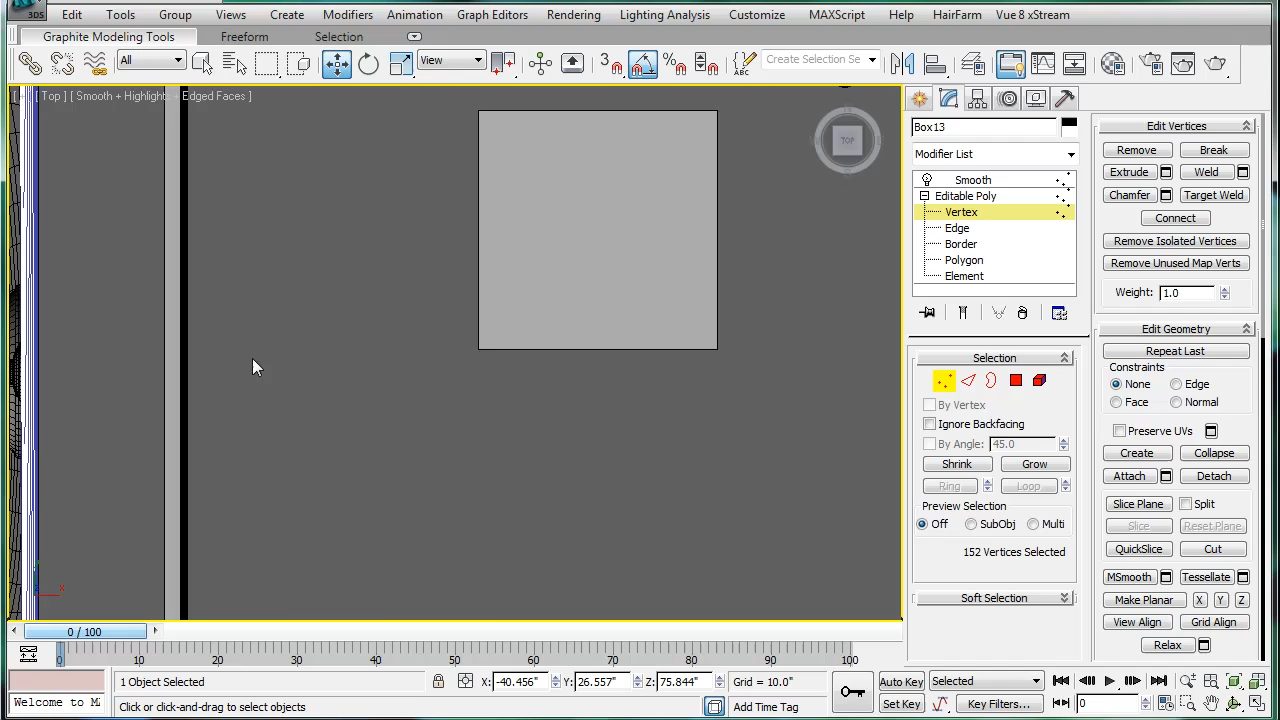 3DS Edit Tools Group Views Create Modifiers Animation Graph Editors Rendering Lighting Analysis Customize MAXScript Help HairFarm Vue 8 xStream
Graphite Modeling Tools Freeform Selection
All View 3 ABC Create Selection Se
[ + ] [ Top ] [ Smooth + Highlights + Edged Faces ]
TOP
Box13
Modifier List
Smooth
Editable Poly
Vertex
Edge
Border
Polygon
Element
Selection
By Vertex
Ignore Backfacing
By Angle: 45.0
Shrink Grow
Ring Loop
Preview Selection
Off SubObj Multi
152 Vertices Selected
Soft Selection
Edit Vertices
Remove Break
Extrude Weld
Chamfer Target Weld
Connect
Remove Isolated Vertices
Remove Unused Map Verts
Weight: 1.0
Edit Geometry
Repeat Last
Constraints
None Edge
Face Normal
Preserve UVs
Create Collapse
Attach Detach
Slice Plane Split
Slice Reset Plane
QuickSlice Cut
MSmooth Tessellate
Make Planar X Y Z
View Align Grid Align
Relax
x
0 / 100
0 10 20 30 40 50 60 70 80 90 100
1 Object Selected X: -40.456" Y: 26.557" Z: 75.844" Grid = 10.0" Auto Key Selected
Welcome to M Click or click-and-drag to select objects Add Time Tag Set Key Key Filters... 0